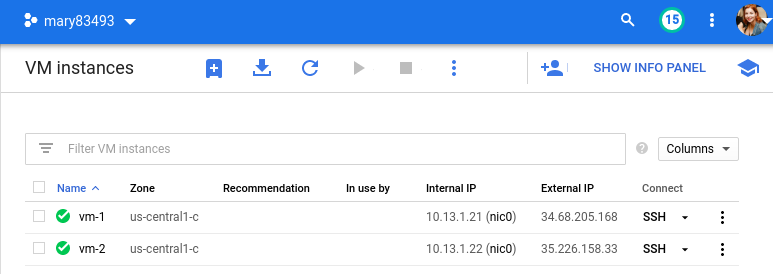 mary83493 15
VM instances SHOW INFO PANEL
Filter VM instances ? Columns
Name Zone Recommendation In use by Internal IP External IP Connect
vm-1 us-central1-c 10.13.1.21 (nic0) 34.68.205.168 SSH
vm-2 us-central1-c 10.13.1.22 (nic0) 35.226.158.33 SSH